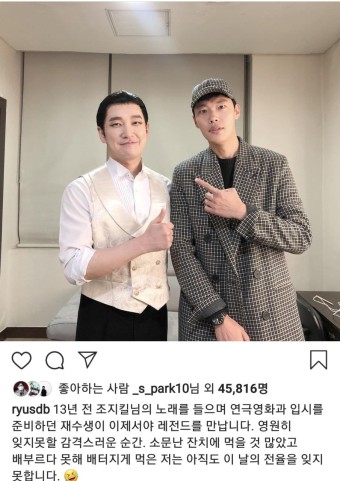 좋아하는 사람 _s_park10님 외 45,816명
ryusdb 13년 전 조지킬님의 노래를 들으며 연극영화과 입시를
준비하던 재수생이 이제서야 레전드를 만납니다. 영원히
잊지못할 감격스러운 순간. 소문난 잔치에 먹을 것 많았고
배부르다 못해 배터지게 먹은 저는 아직도 이 날의 전율을 잊지
못합니다. 🤪